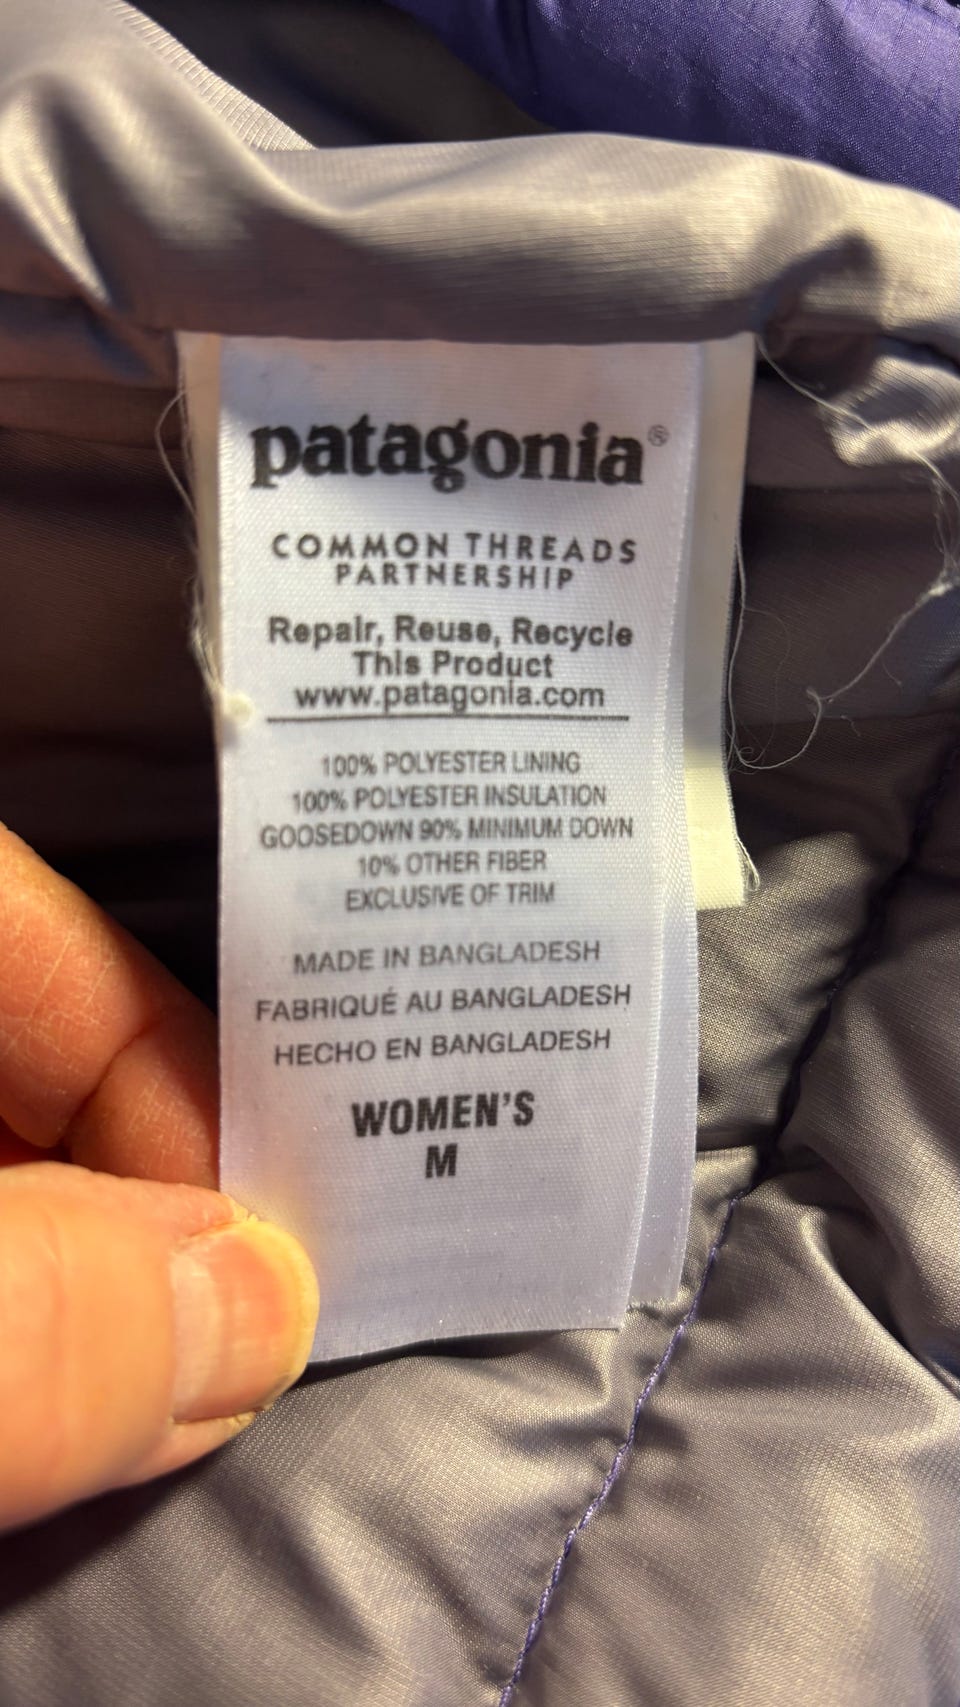 patagonia®
COMMON THREADS
PARTNERSHIP
Repair, Reuse, Recycle
This Product
www.patagonia.com
100% POLYESTER LINING
100% POLYESTER INSULATION
GOOSEDOWN 90% MINIMUM DOWN
10% OTHER FIBER
EXCLUSIVE OF TRIM
MADE IN BANGLADESH
FABRIQUÉ AU BANGLADESH
HECHO EN BANGLADESH
WOMEN'S
M